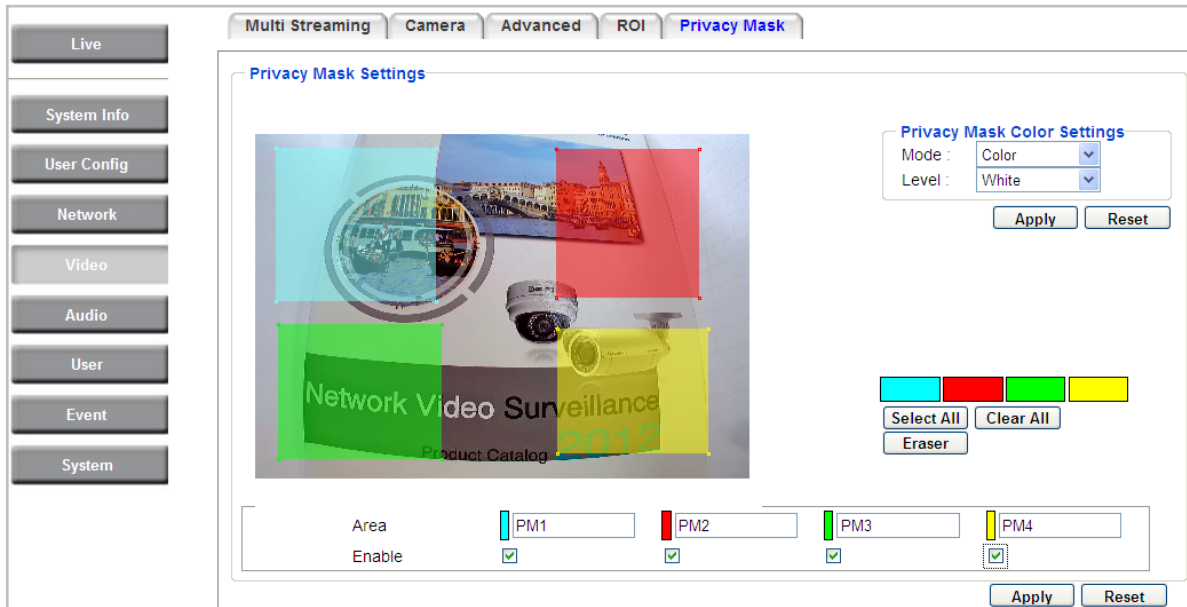 Live
System Info
User Config
Network
Video
Audio
User
Event
System
Multi Streaming
Camera
Advanced
ROI
Privacy Mask
Privacy Mask Settings
Network Video Surveillance
Product Catalog 2012
Privacy Mask Color Settings
Mode : Color
Level : White
Apply Reset
Select All Clear All
Eraser
Area PM1 PM2 PM3 PM4
Enable
Apply Reset